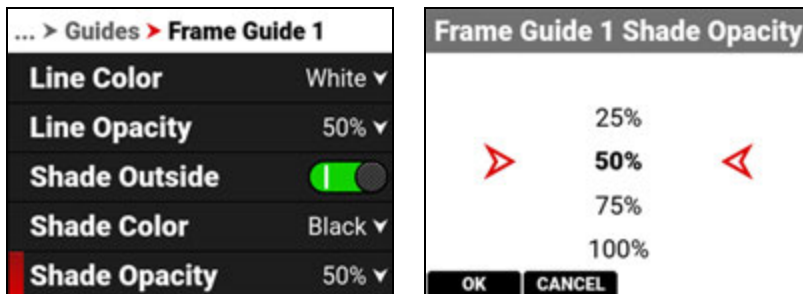 ... > Guides > Frame Guide 1
Line Color White
Line Opacity 50%
Shade Outside
Shade Color Black
Shade Opacity 50%
Frame Guide 1 Shade Opacity
25%
50%
75%
100%
OK CANCEL